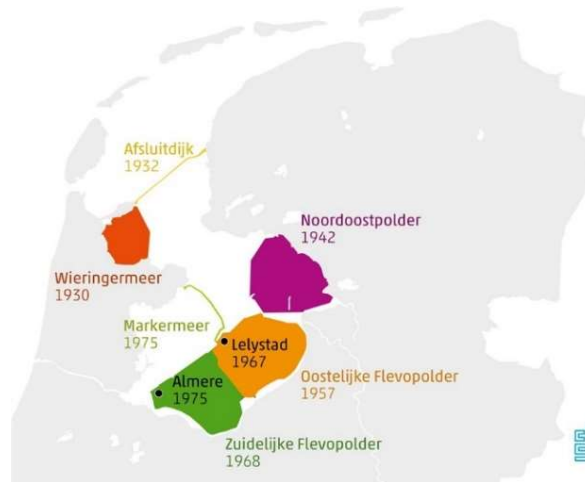 Afsluitdijk
1932
Noordoostpolder
1942
Wieringermeer
1930
Markermeer
1975
Lelystad
1967
Oostelijke Flevopolder
1957
Almere
1975
Zuidelijke Flevopolder
1968